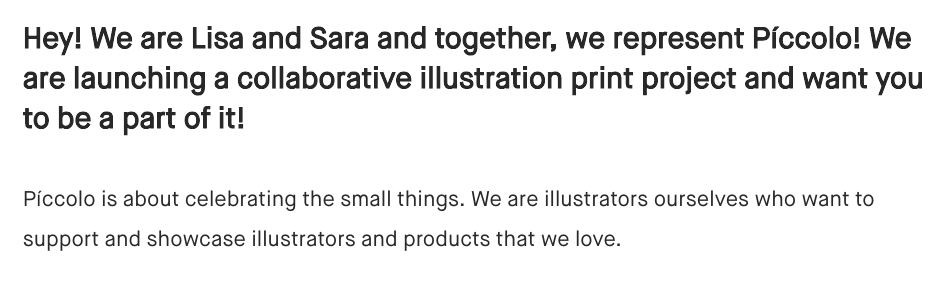 Hey! We are Lisa and Sara and together, we represent Píccolo! We
are launching a collaborative illustration print project and want you
to be a part of it!
Píccolo is about celebrating the small things. We are illustrators ourselves who want to
support and showcase illustrators and products that we love.